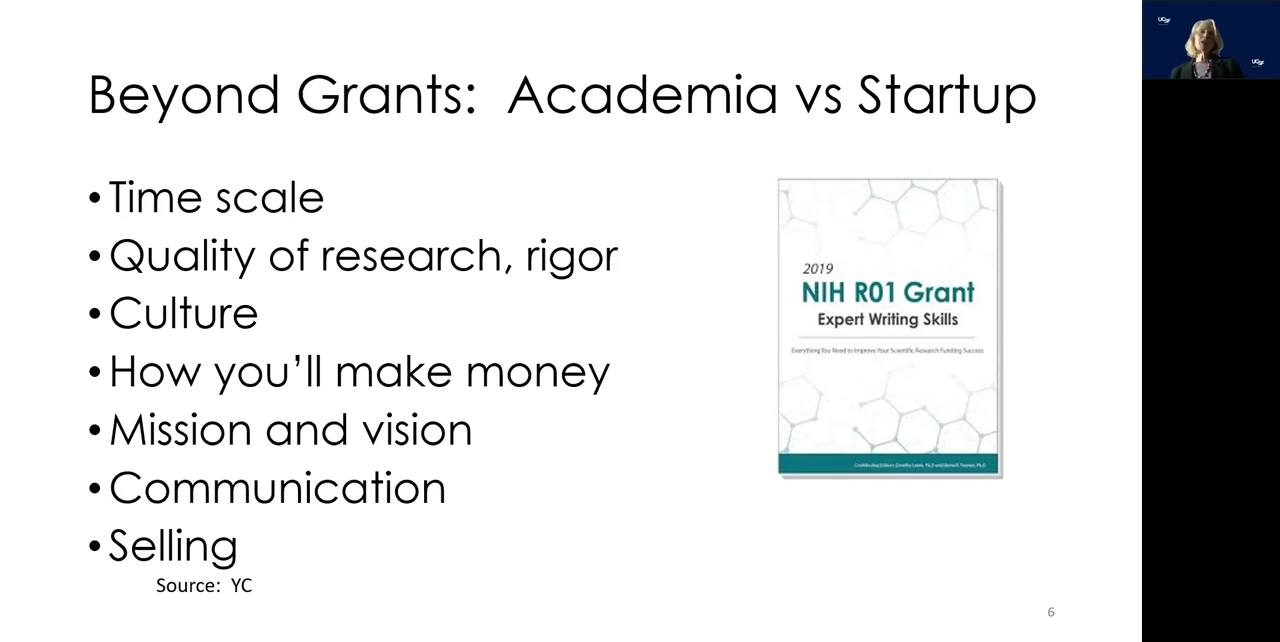 Beyond Grants: Academia vs Startup
• Time scale
• Quality of research, rigor
• Culture
• How you’ll make money
• Mission and vision
• Communication
• Selling
Source: YC
2019
NIH R01 Grant
Expert Writing Skills
Everything You Need to Improve Your Scientific Research Funding Success
6